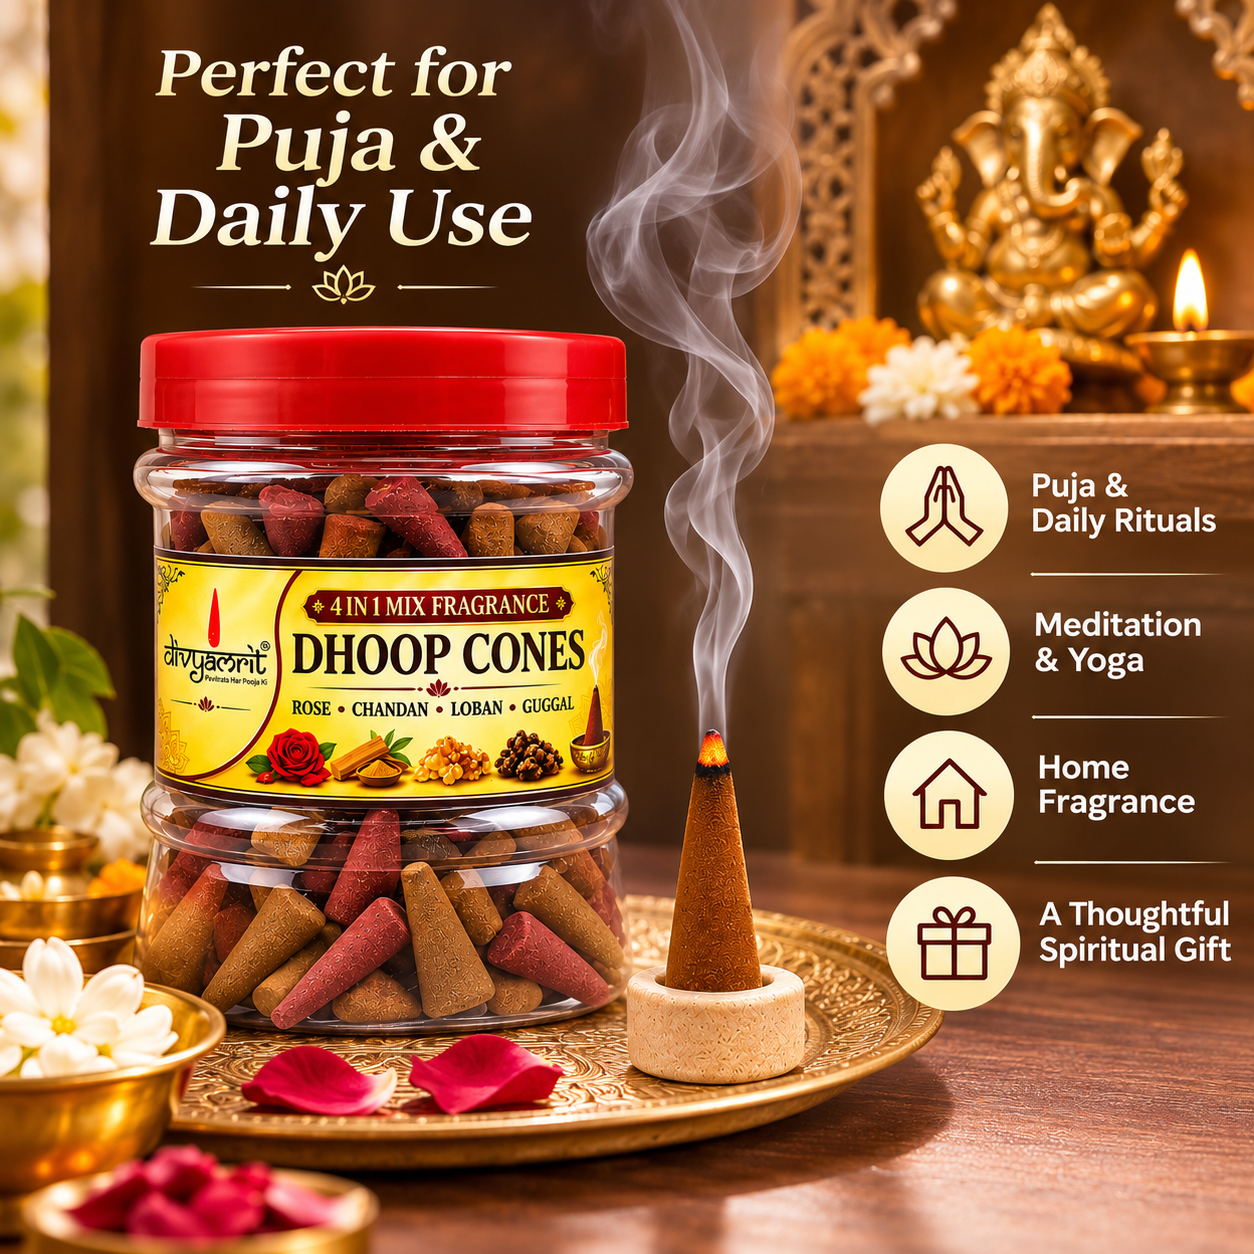 Perfect for
Puja &
Daily Use
4 IN 1 MIX FRAGRANCE
divyamrit®
Pavitrata Har Pooja Ki
DHOOP CONES
ROSE • CHANDAN • LOBAN • GUGGAL
Puja &
Daily Rituals
Meditation
& Yoga
Home
Fragrance
A Thoughtful
Spiritual Gift